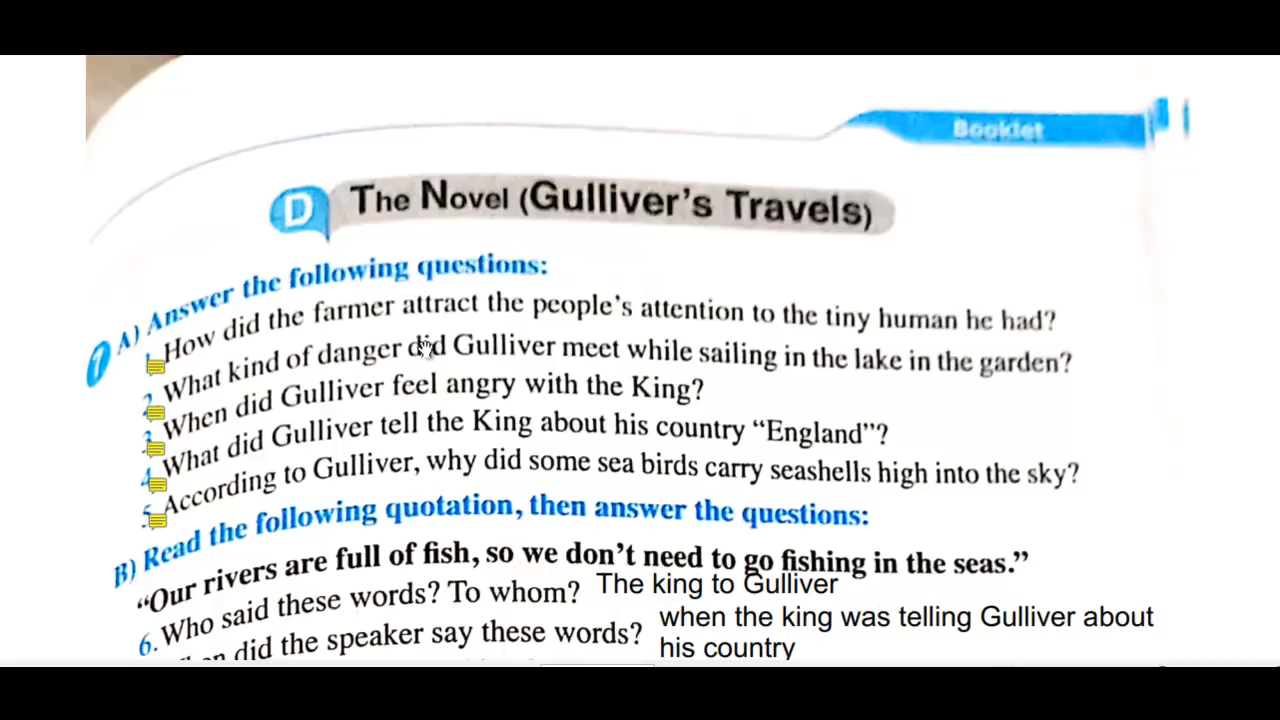 Booklet
D The Novel (Gulliver's Travels)
1 A) Answer the following questions:
1. How did the farmer attract the people's attention to the tiny human he had?
2. What kind of danger did Gulliver meet while sailing in the lake in the garden?
3. When did Gulliver feel angry with the King?
4. What did Gulliver tell the King about his country "England"?
5. According to Gulliver, why did some sea birds carry seashells high into the sky?
B) Read the following quotation, then answer the questions:
"Our rivers are full of fish, so we don't need to go fishing in the seas."
6. Who said these words? To whom? The king to Gulliver
did the speaker say these words? when the king was telling Gulliver about
his country